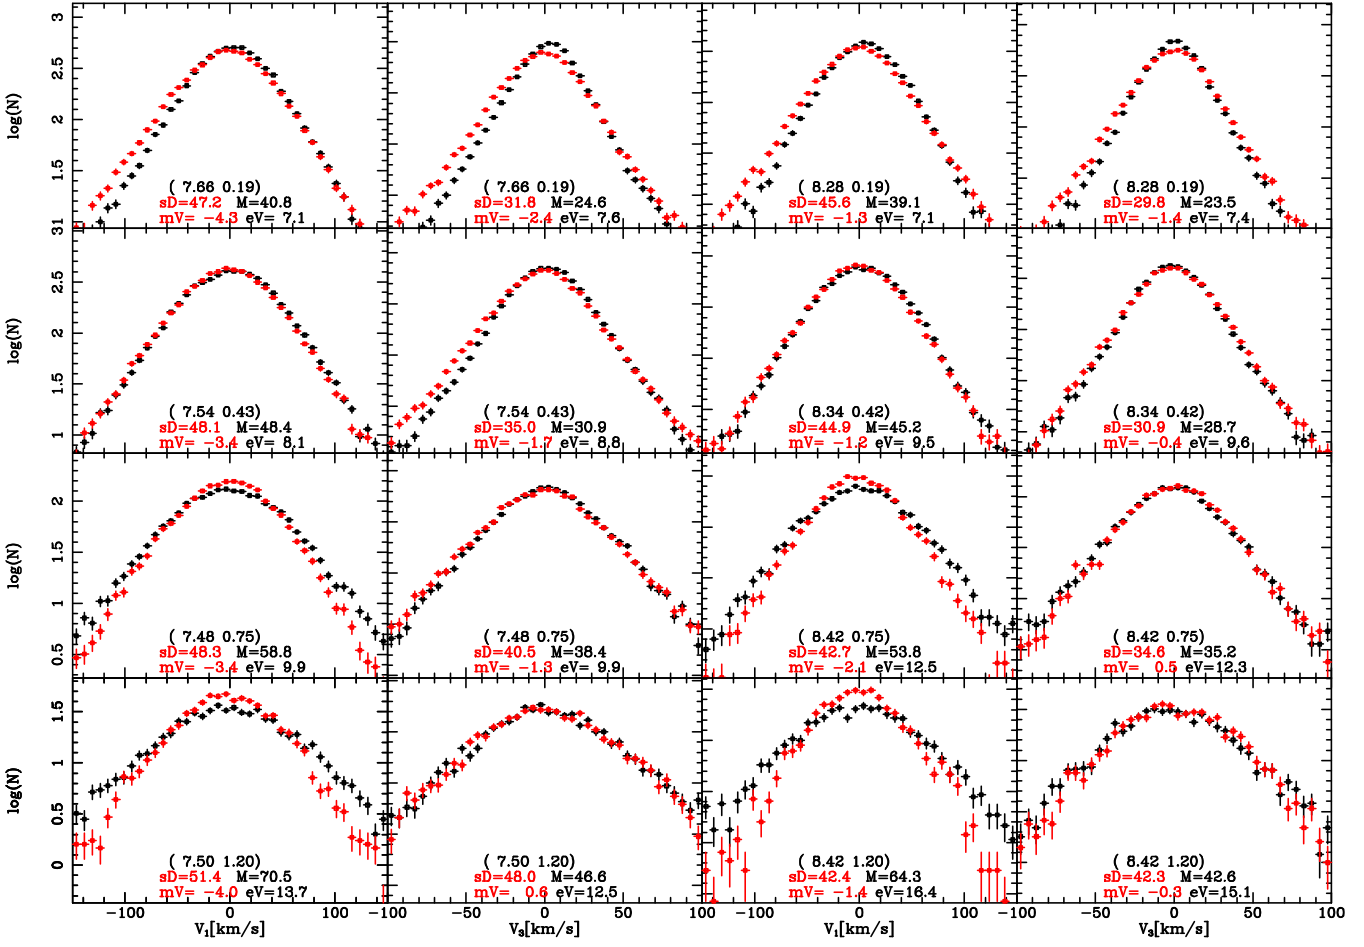 3
2.5
2
1.5
log(N)
( 7.66 0.19)
sD=47.2 M=40.8
mV= −4.3 eV= 7.1
( 7.66 0.19)
sD=31.8 M=24.6
mV= −2.4 eV= 7.6
( 8.28 0.19)
sD=45.6 M=39.1
mV= −1.3 eV= 7.1
( 8.28 0.19)
sD=29.8 M=23.5
mV= −1.4 eV= 7.4
31
2.5
2
1.5
1
log(N)
( 7.54 0.43)
sD=48.1 M=48.4
mV= −3.4 eV= 8.1
( 7.54 0.43)
sD=35.0 M=30.9
mV= −1.7 eV= 8.8
( 8.34 0.42)
sD=44.9 M=45.2
mV= −1.2 eV= 9.5
( 8.34 0.42)
sD=30.9 M=28.7
mV= −0.4 eV= 9.6
2
1.5
1
0.5
log(N)
( 7.48 0.75)
sD=48.3 M=58.8
mV= −3.4 eV= 9.9
( 7.48 0.75)
sD=40.5 M=38.4
mV= −1.3 eV= 9.9
( 8.42 0.75)
sD=42.7 M=53.8
mV= −2.1 eV=12.5
( 8.42 0.75)
sD=34.6 M=35.2
mV= 0.5 eV=12.3
1.5
1
0.5
0
log(N)
( 7.50 1.20)
sD=51.4 M=70.5
mV= −4.0 eV=13.7
( 7.50 1.20)
sD=48.0 M=46.6
mV= 0.6 eV=12.5
( 8.42 1.20)
sD=42.4 M=64.3
mV= −1.4 eV=16.4
( 8.42 1.20)
sD=42.3 M=42.6
mV= −0.3 eV=15.1
−100 0 100 −100 −50 0 50 100 −100 0 100 −100 −50 0 50 100
V₁[km/s] V₃[km/s] V₁[km/s] V₃[km/s]